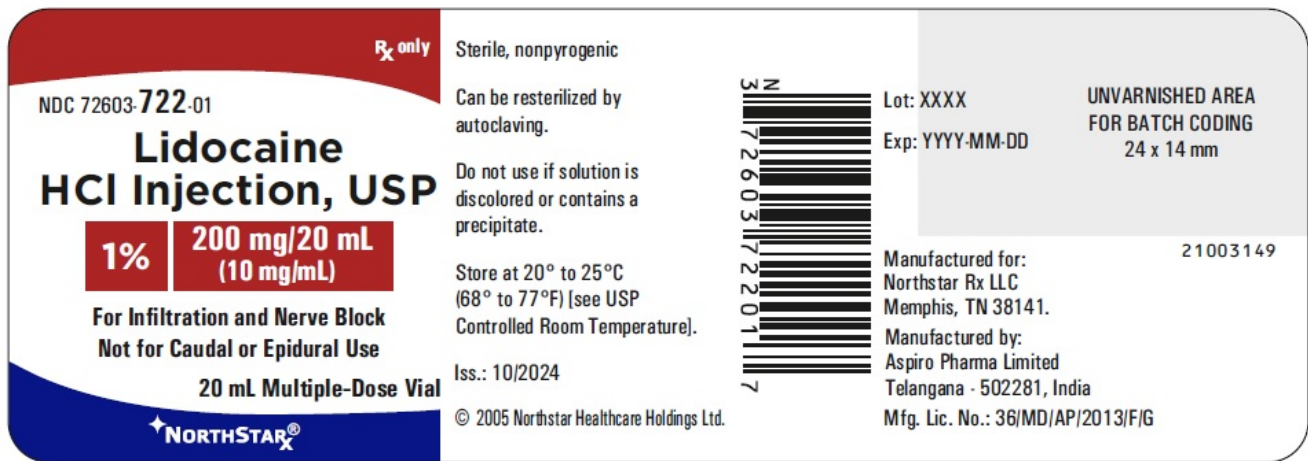 Rx only
NDC 72603-722-01
Lidocaine
HCl Injection, USP
1%
200 mg/20 mL
(10 mg/mL)
For Infiltration and Nerve Block
Not for Caudal or Epidural Use
20 mL Multiple-Dose Vial
NORTHSTARx®
Sterile, nonpyrogenic
Can be resterilized by
autoclaving.
Do not use if solution is
discolored or contains a
precipitate.
Store at 20° to 25°C
(68° to 77°F) [see USP
Controlled Room Temperature].
Iss.: 10/2024
© 2005 Northstar Healthcare Holdings Ltd.
N
3 72603 72201 7
Lot: XXXX
Exp: YYYY-MM-DD
UNVARNISHED AREA
FOR BATCH CODING
24 x 14 mm
21003149
Manufactured for:
Northstar Rx LLC
Memphis, TN 38141.
Manufactured by:
Aspiro Pharma Limited
Telangana - 502281, India
Mfg. Lic. No.: 36/MD/AP/2013/F/G